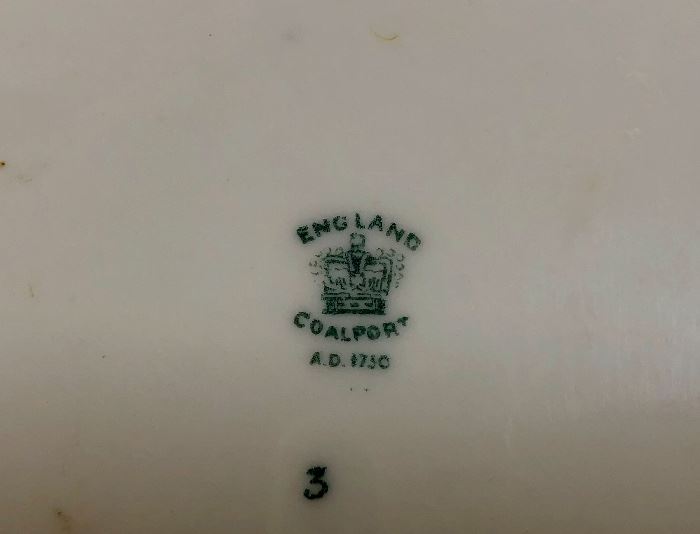 ENGLAND
COALPORT
A.D. 1750
3